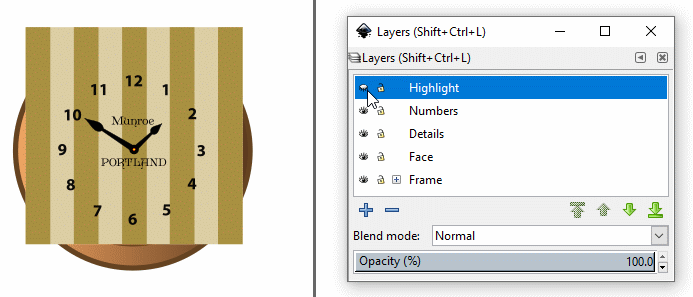 12
11
1
10
2
Munroe
9
3
PORTLAND
8
4
7
5
6
Layers (Shift+Ctrl+L)
Layers (Shift+Ctrl+L)
Highlight
Numbers
Details
Face
Frame
Blend mode: Normal
Opacity (%) 100.0